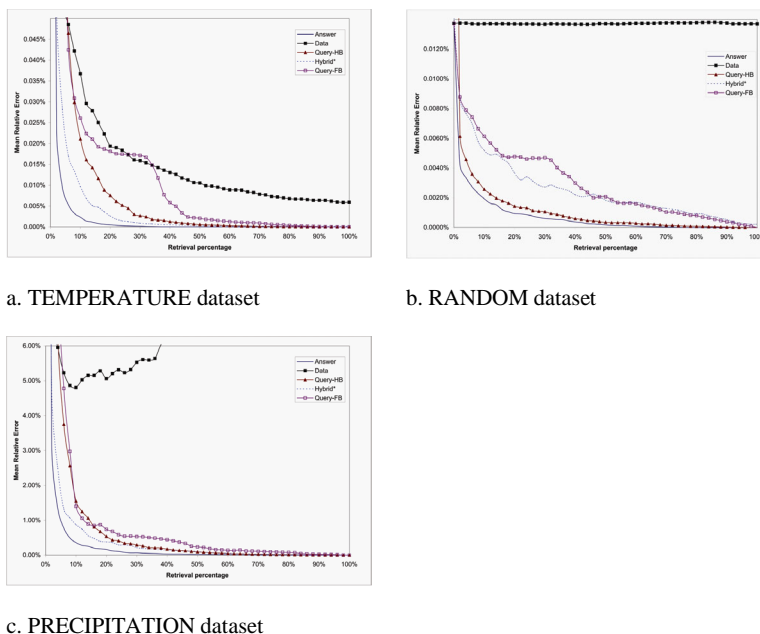 0.045%
0.040%
0.035%
0.030%
0.025%
0.020%
0.015%
0.010%
0.005%
0.000%
Mean Relative Error
0% 10% 20% 30% 40% 50% 60% 70% 80% 90% 100%
Retrieval percentage
Answer
Data
Query-HB
Hybrid*
Query-FB
a. TEMPERATURE dataset
0.0120%
0.0100%
0.0080%
0.0060%
0.0040%
0.0020%
0.0000%
Mean Relative Error
0% 10% 20% 30% 40% 50% 60% 70% 80% 90% 100%
Retrieval percentage
Answer
Data
Query-HB
Hybrid*
Query-FB
b. RANDOM dataset
6.00%
5.00%
4.00%
3.00%
2.00%
1.00%
0.00%
Mean Relative Error
0% 10% 20% 30% 40% 50% 60% 70% 80% 90% 100%
Retrieval percentage
Answer
Data
Query-HB
Hybrid*
Query-FB
c. PRECIPITATION dataset